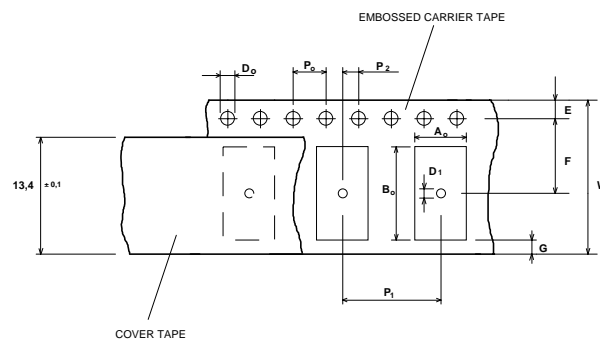 EMBOSSED CARRIER TAPE
Do
Po
P2
E
Ao
F
D1
13,4 ± 0,1
Bo
G
P1
COVER TAPE